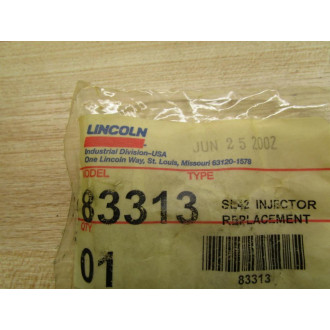 LINCOLN
JUN 25 2002
Industrial Division-USA
One Lincoln Way, St. Louis, Missouri 63120-1578
ODEL TYPE
83313 SL42 INJECTOR
REPLACEMENT
QTY
01
83313